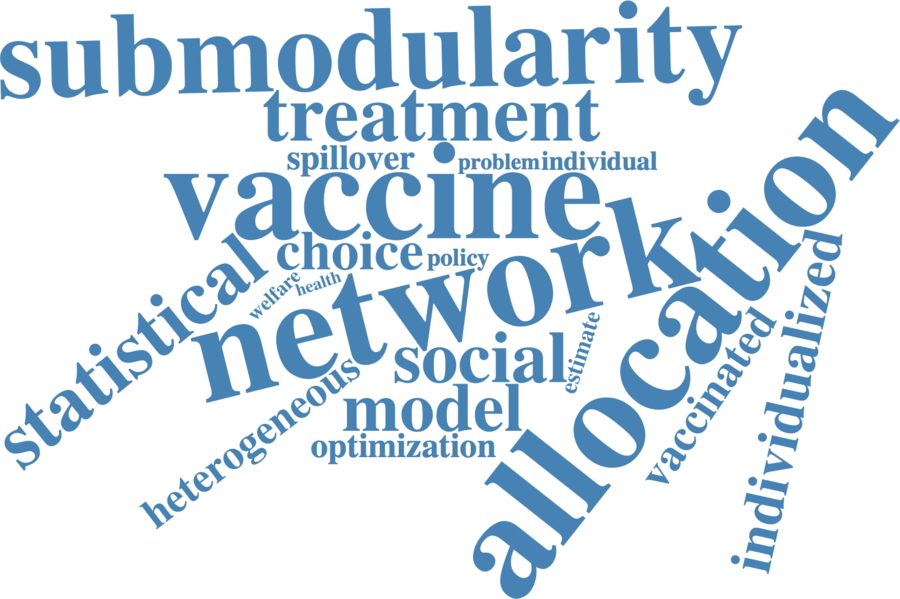 submodularity
treatment
spillover
problem
individual
vaccine
choice
policy
network
allocation
statistical
welfare
health
social
estimate
individualized
vaccinated
heterogeneous
model
optimization